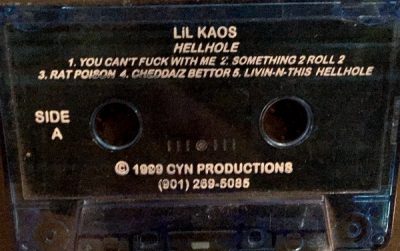 LiL KAOS
HELLHOLE
1. YOU CAN'T FUCK WITH ME 2. SOMETHING 2 ROLL 2
3. RAT POISON 4. CHEDDA/Z BETTOR 5. LIVIN-N-THIS HELLHOLE
SIDE
A
© 1999 CYN PRODUCTIONS
(901) 269-5085